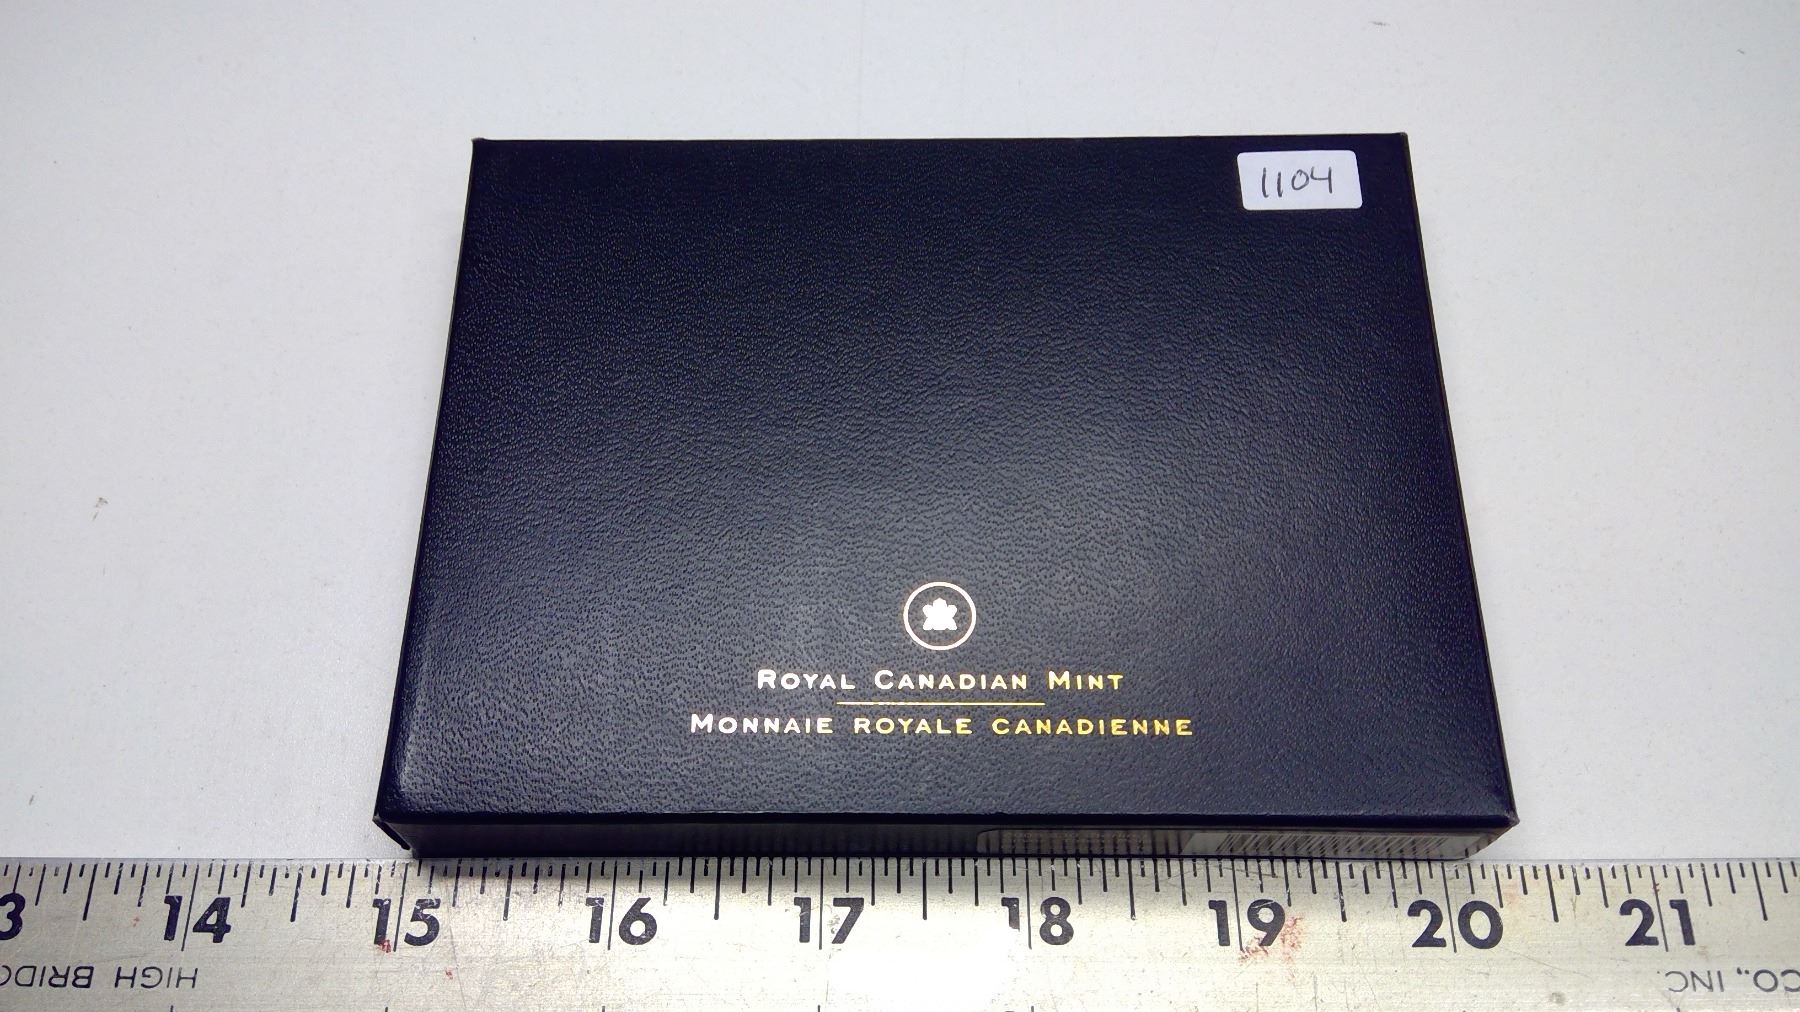 1104
ROYAL CANADIAN MINT
MONNAIE ROYALE CANADIENNE
3 14 15 16 17 18 19 20 21
HIGH BRIDG
CO., INC.